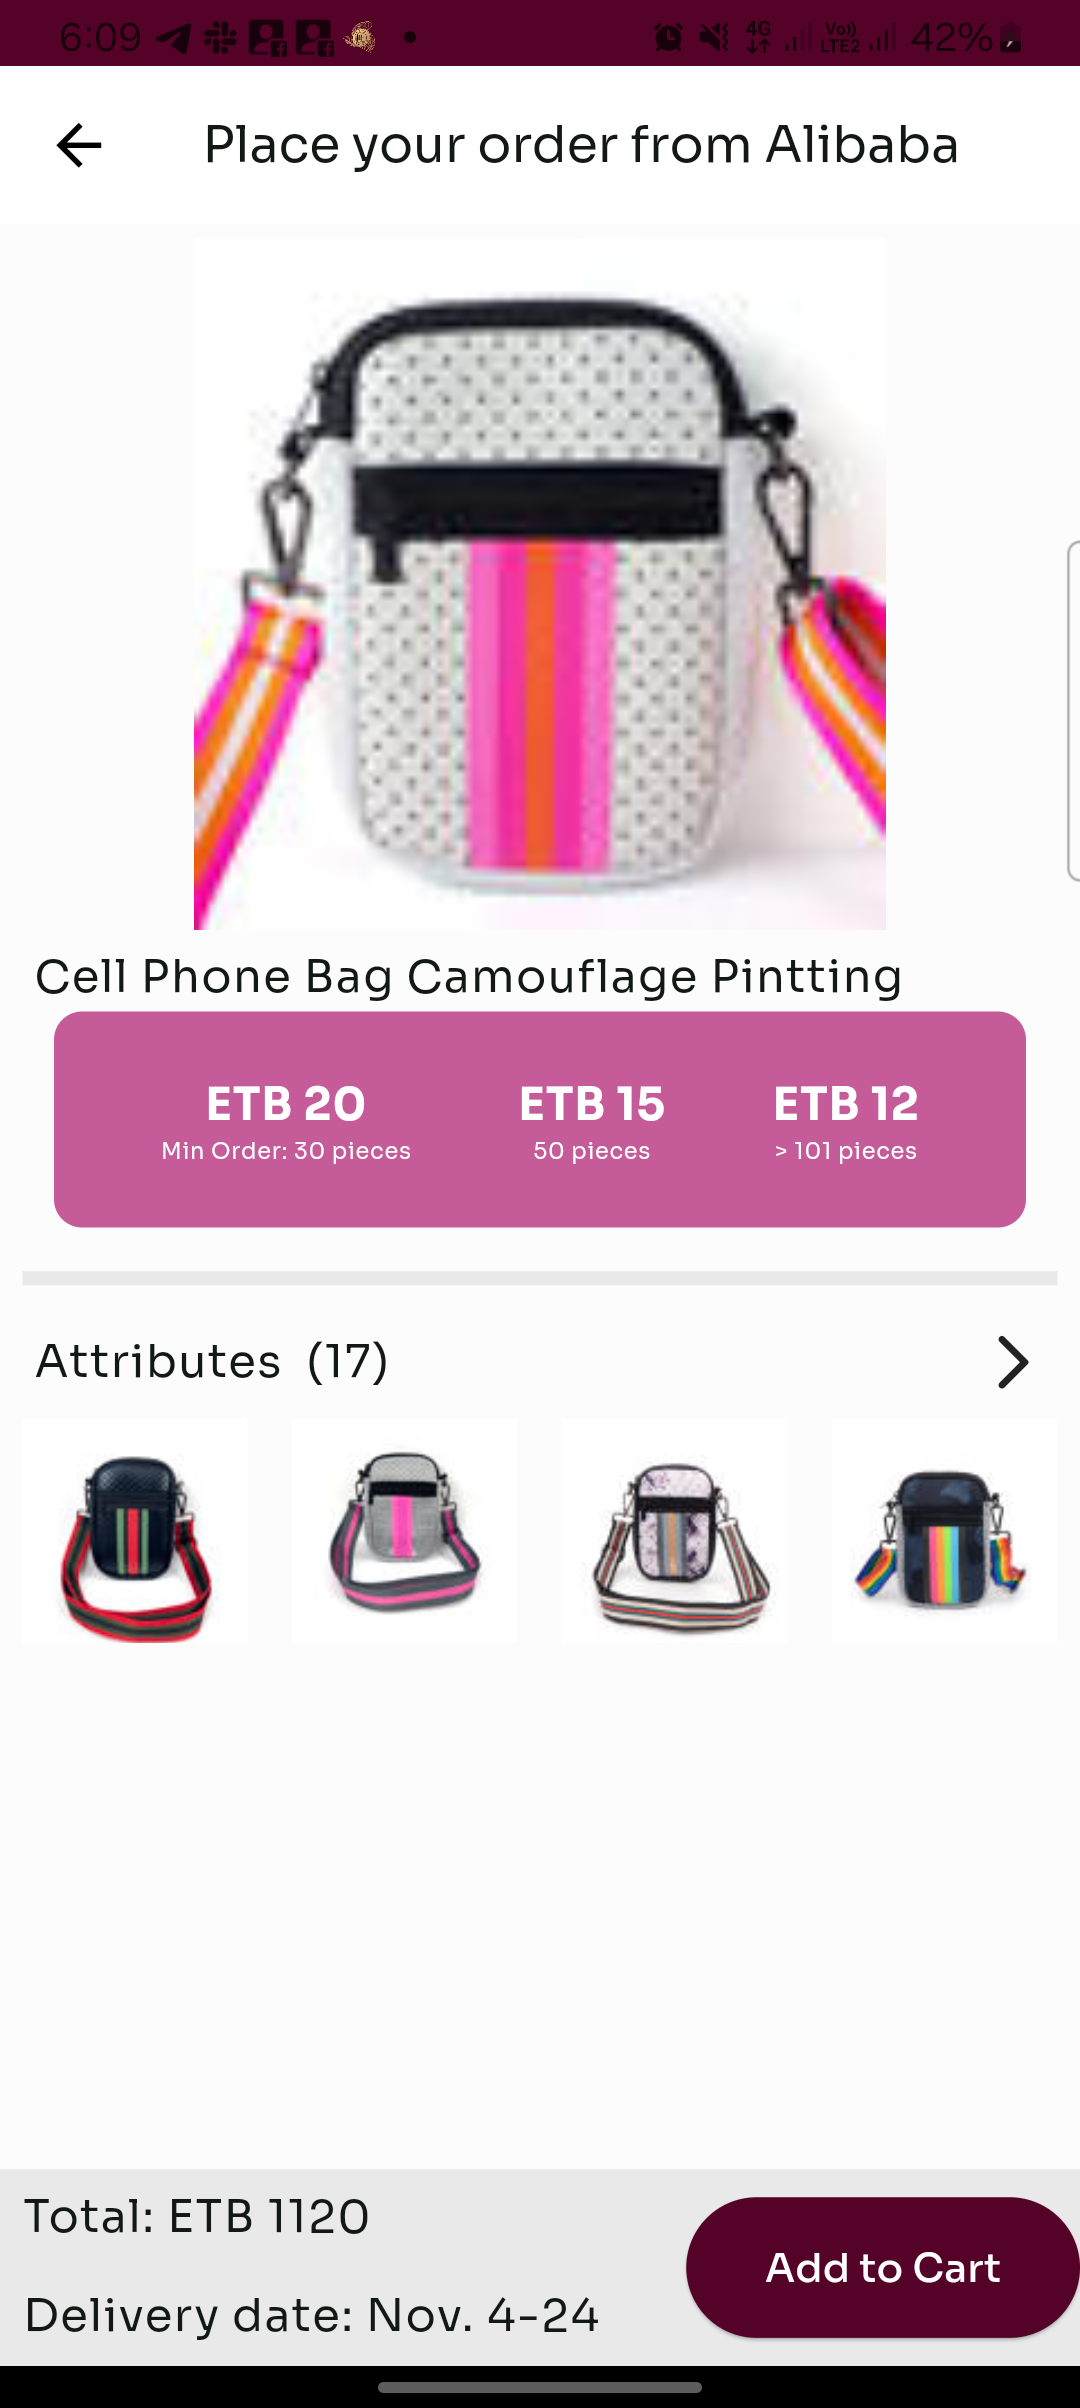 6:09
4G
Vo))
LTE2
42%
Place your order from Alibaba
Cell Phone Bag Camouflage Pintting
ETB 20
Min Order: 30 pieces
ETB 15
50 pieces
ETB 12
> 101 pieces
Attributes (17)
Total: ETB 1120
Add to Cart
Delivery date: Nov. 4-24